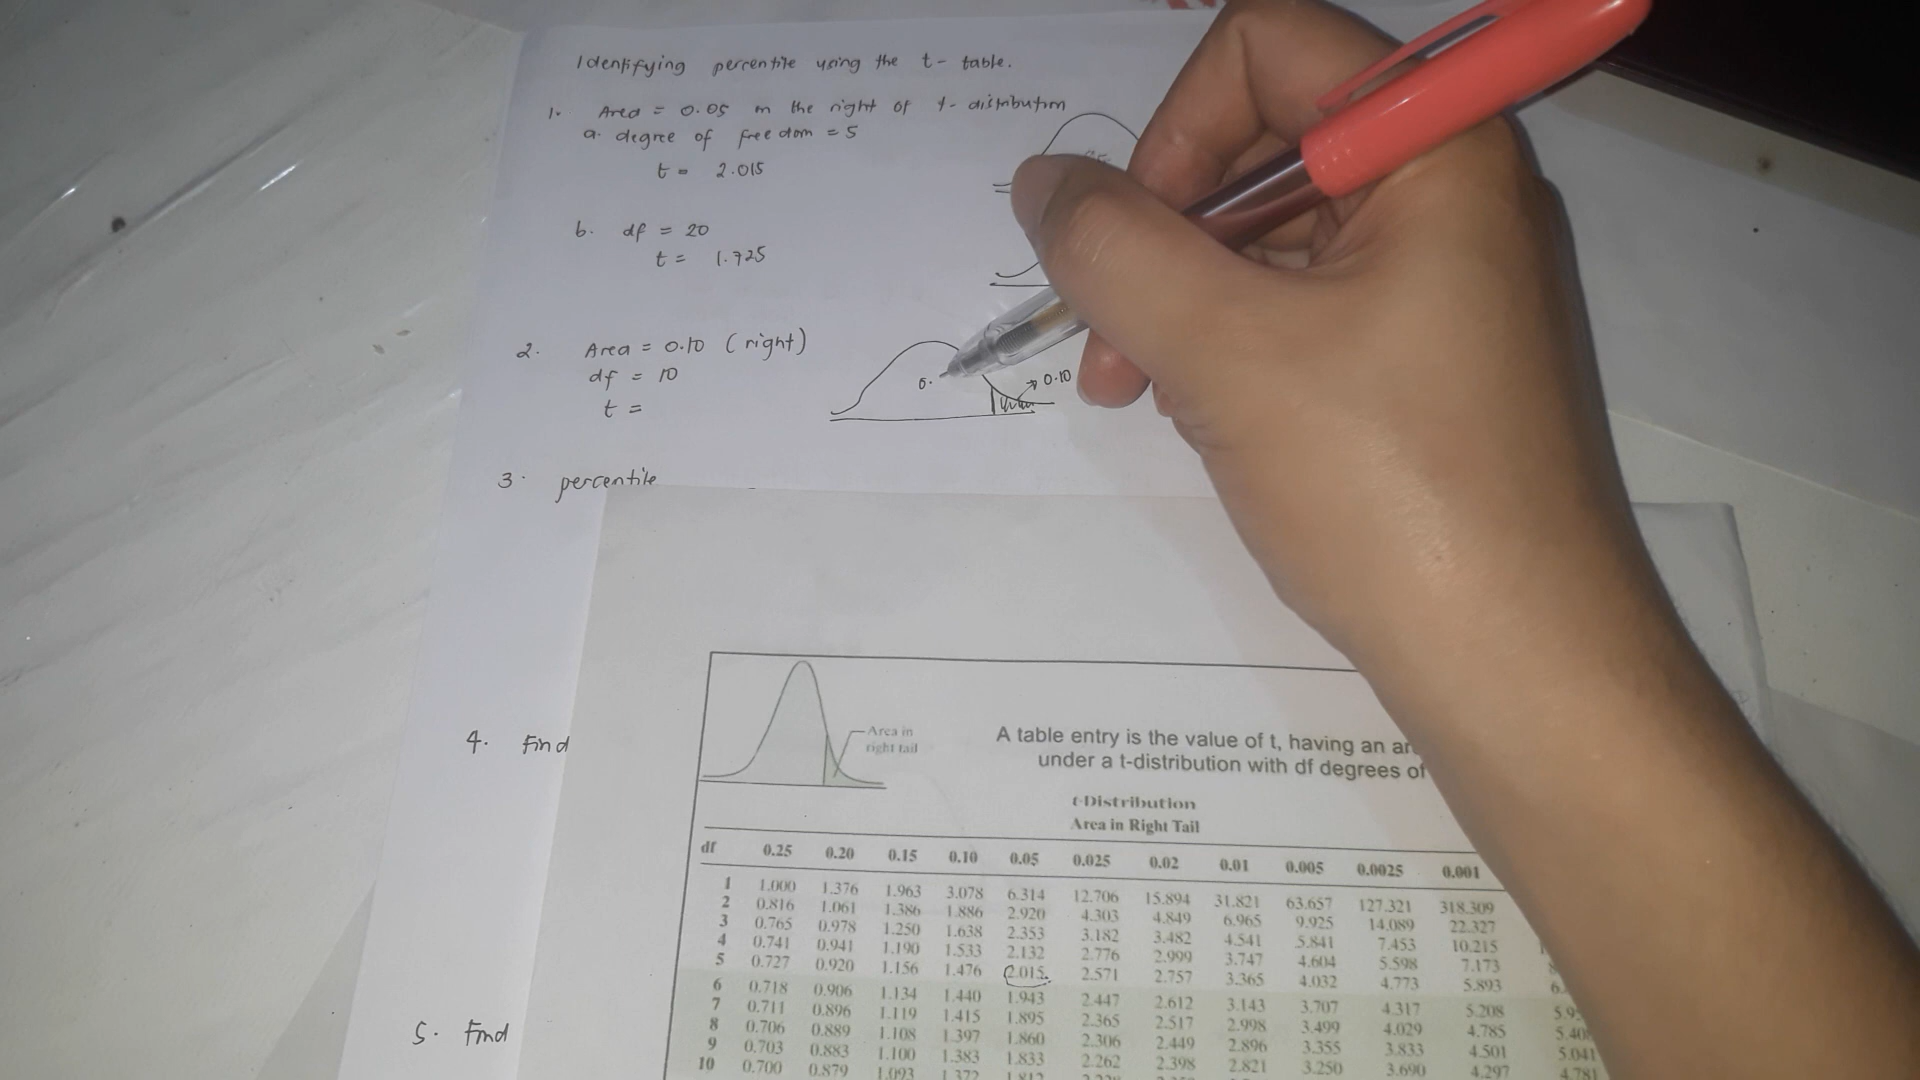 Identifying percentile using the t- table.
1. Area = 0.05 in the right of t- distribution
a. degree of freedom = 5
t = 2.015
b. df = 20
t = 1.725
2. Area = 0.10 (right)
df = 10
t =
0.
0.10
3. percentile
4. Find
5. Find
Area in
right tail
A table entry is the value of t, having an
under a t-distribution with df degrees of
t-Distribution
Area in Right Tail
df 0.25 0.20 0.15 0.10 0.05 0.025 0.02 0.01 0.005 0.0025 0.001
1 1.000 1.376 1.963 3.078 6.314 12.706 15.894 31.821 63.657 127.321 318.309
2 0.816 1.061 1.386 1.886 2.920 4.303 4.849 6.965 9.925 14.089 22.327
3 0.765 0.978 1.250 1.638 2.353 3.182 3.482 4.541 5.841 7.453 10.215
4 0.741 0.941 1.190 1.533 2.132 2.776 2.999 3.747 4.604 5.598 7.173
5 0.727 0.920 1.156 1.476 2.015 2.571 2.757 3.365 4.032 4.773 5.893
6 0.718 0.906 1.134 1.440 1.943 2.447 2.612 3.143 3.707 4.317 5.208
7 0.711 0.896 1.119 1.415 1.895 2.365 2.517 2.998 3.499 4.029 4.785
8 0.706 0.889 1.108 1.397 1.860 2.306 2.449 2.896 3.355 3.833 4.501 5.041
9 0.703 0.883 1.100 1.383 1.833 2.262 2.398 2.821 3.250 3.690 4.297 4.781
10 0.700 0.879 1.093 1.372